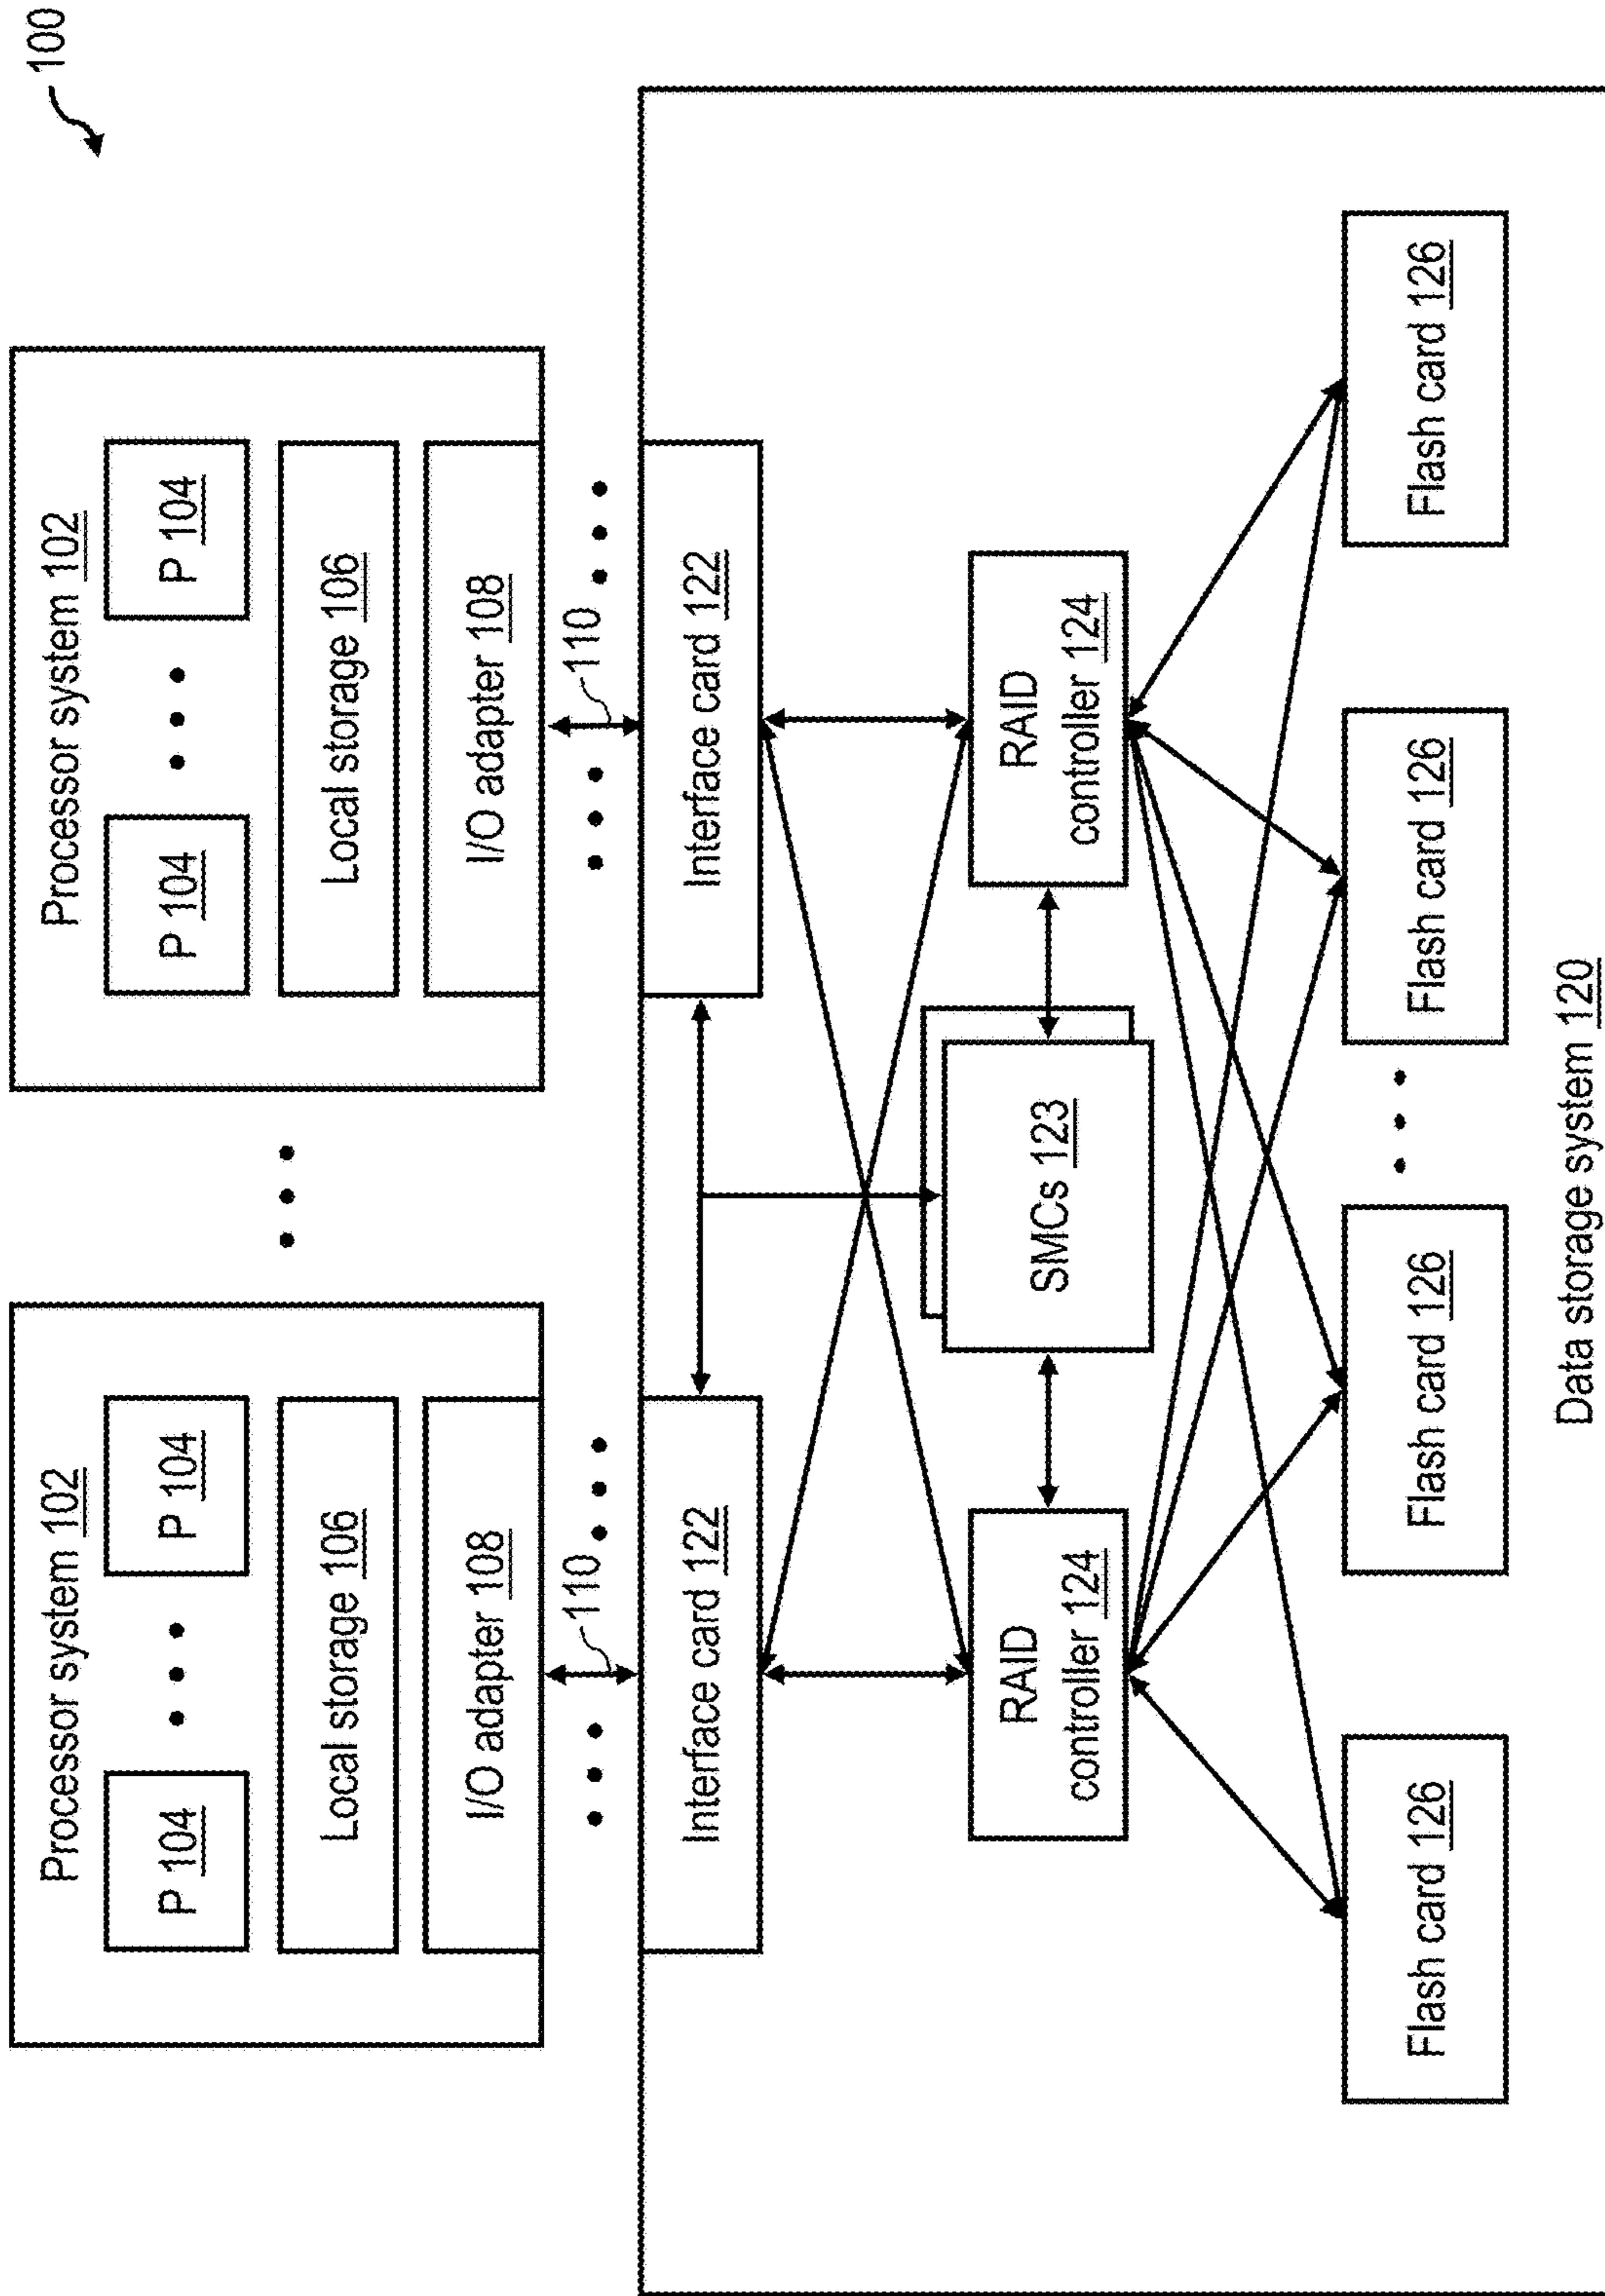 100
Processor system 102
P 104
P 104
Local storage 106
I/O adapter 108
110
Processor system 102
P 104
P 104
Local storage 106
I/O adapter 108
110
Interface card 122
Interface card 122
RAID
controller 124
SMCs 123
RAID
controller 124
Flash card 126
Flash card 126
Flash card 126
Flash card 126
Data storage system 120